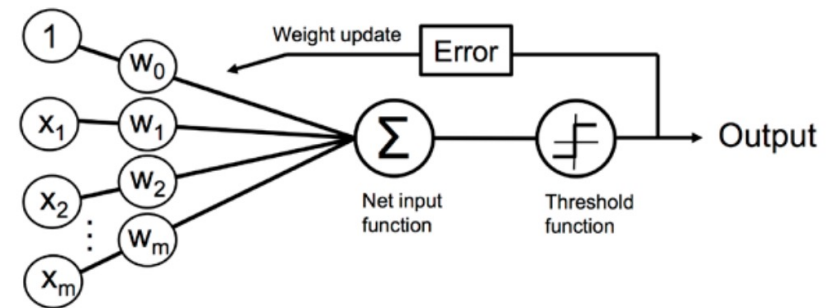 1
w₀
Weight update
Error
x₁
w₁
Σ
Output
x₂
w₂
⋮
xₘ
wₘ
Net input
function
Threshold
function